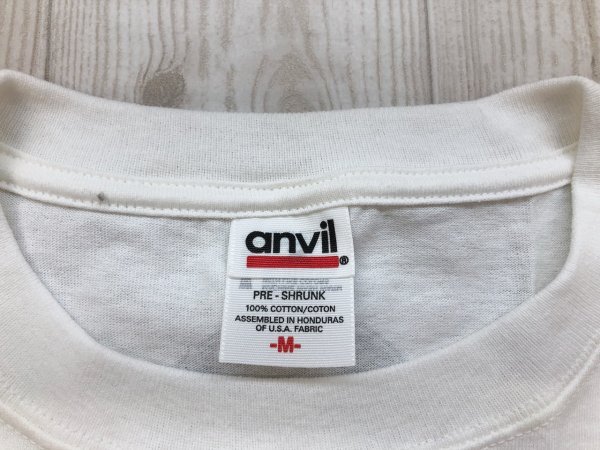 anvil®
PRE - SHRUNK
100% COTTON/COTON
ASSEMBLED IN HONDURAS
OF U.S.A. FABRIC
-M-